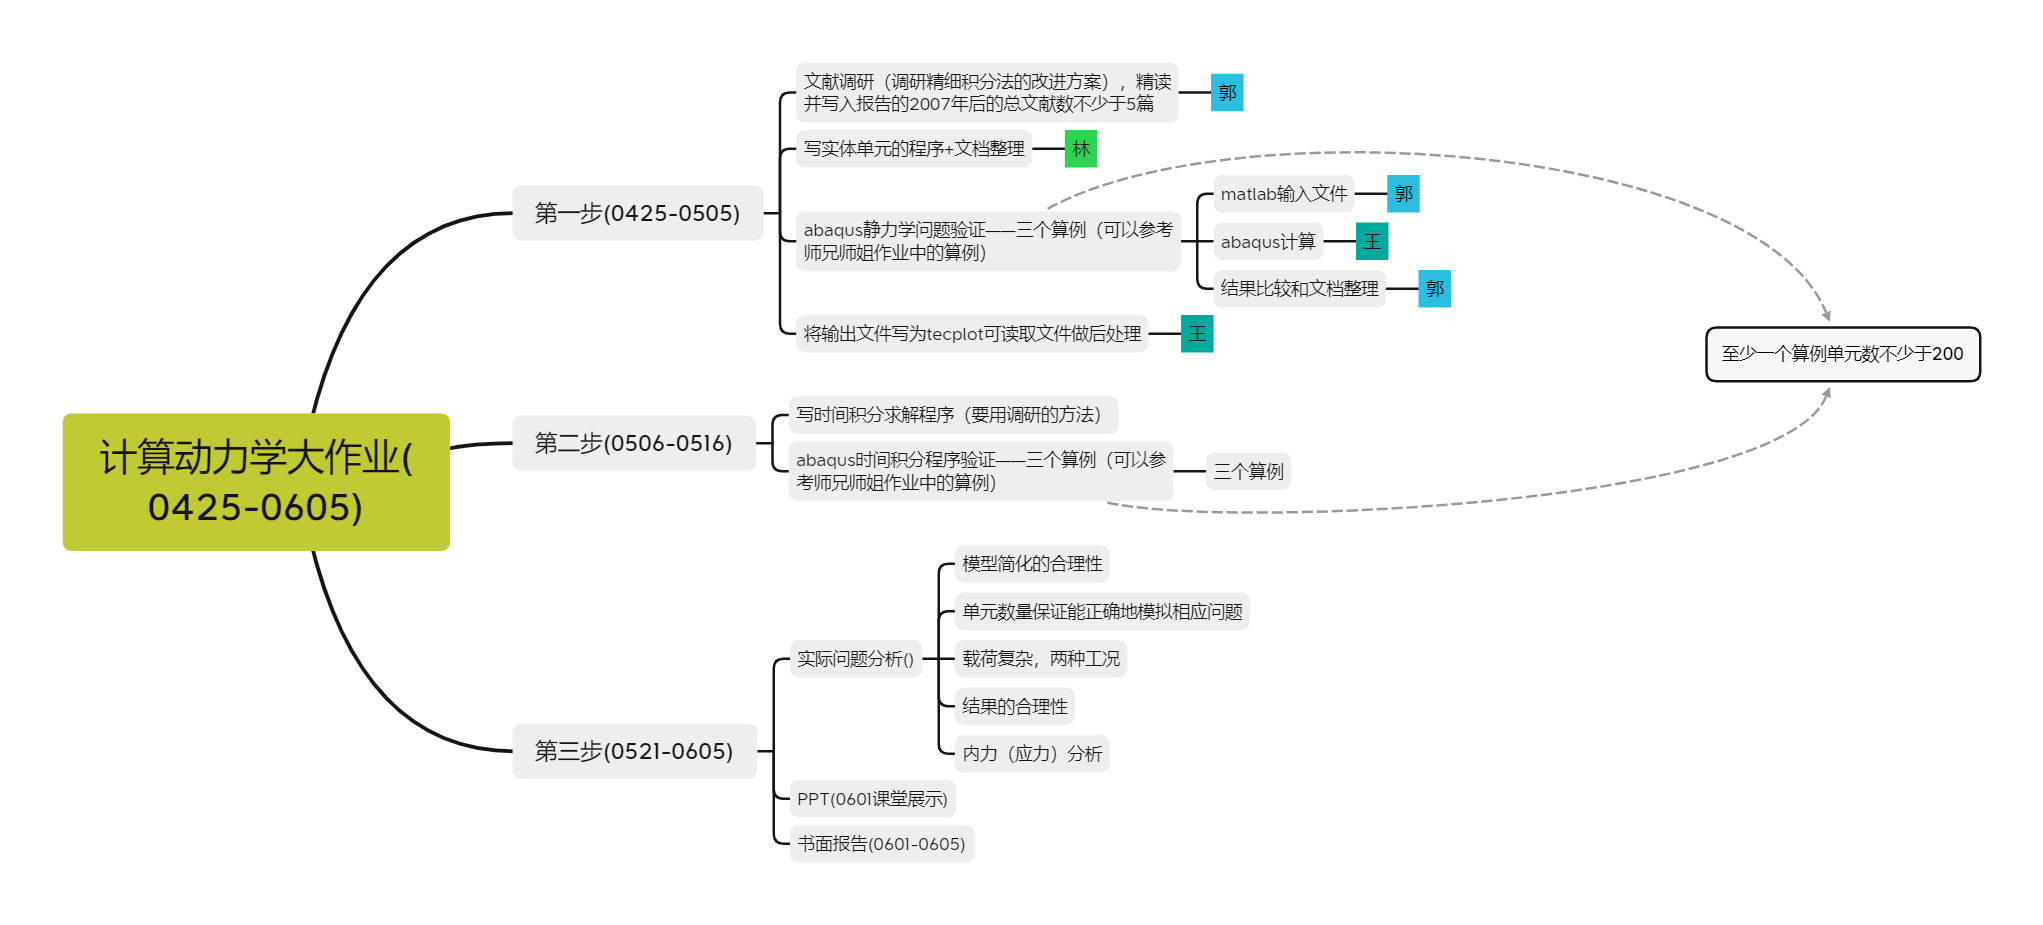 计算动力学大作业(
0425-0605)
第一步(0425-0505)
文献调研（调研精细积分法的改进方案），精读
并写入报告的2007年后的总文献数不少于5篇
郭
写实体单元的程序+文档整理
林
abaqus静力学问题验证——三个算例（可以参考
师兄师姐作业中的算例）
matlab输入文件
郭
abaqus计算
王
结果比较和文档整理
郭
将输出文件写为tecplot可读取文件做后处理
王
至少一个算例单元数不少于200
第二步(0506-0516)
写时间积分求解程序（要用调研的方法）
abaqus时间积分程序验证——三个算例（可以参
考师兄师姐作业中的算例）
三个算例
第三步(0521-0605)
实际问题分析()
模型简化的合理性
单元数量保证能正确地模拟相应问题
载荷复杂，两种工况
结果的合理性
内力（应力）分析
PPT(0601课堂展示)
书面报告(0601-0605)